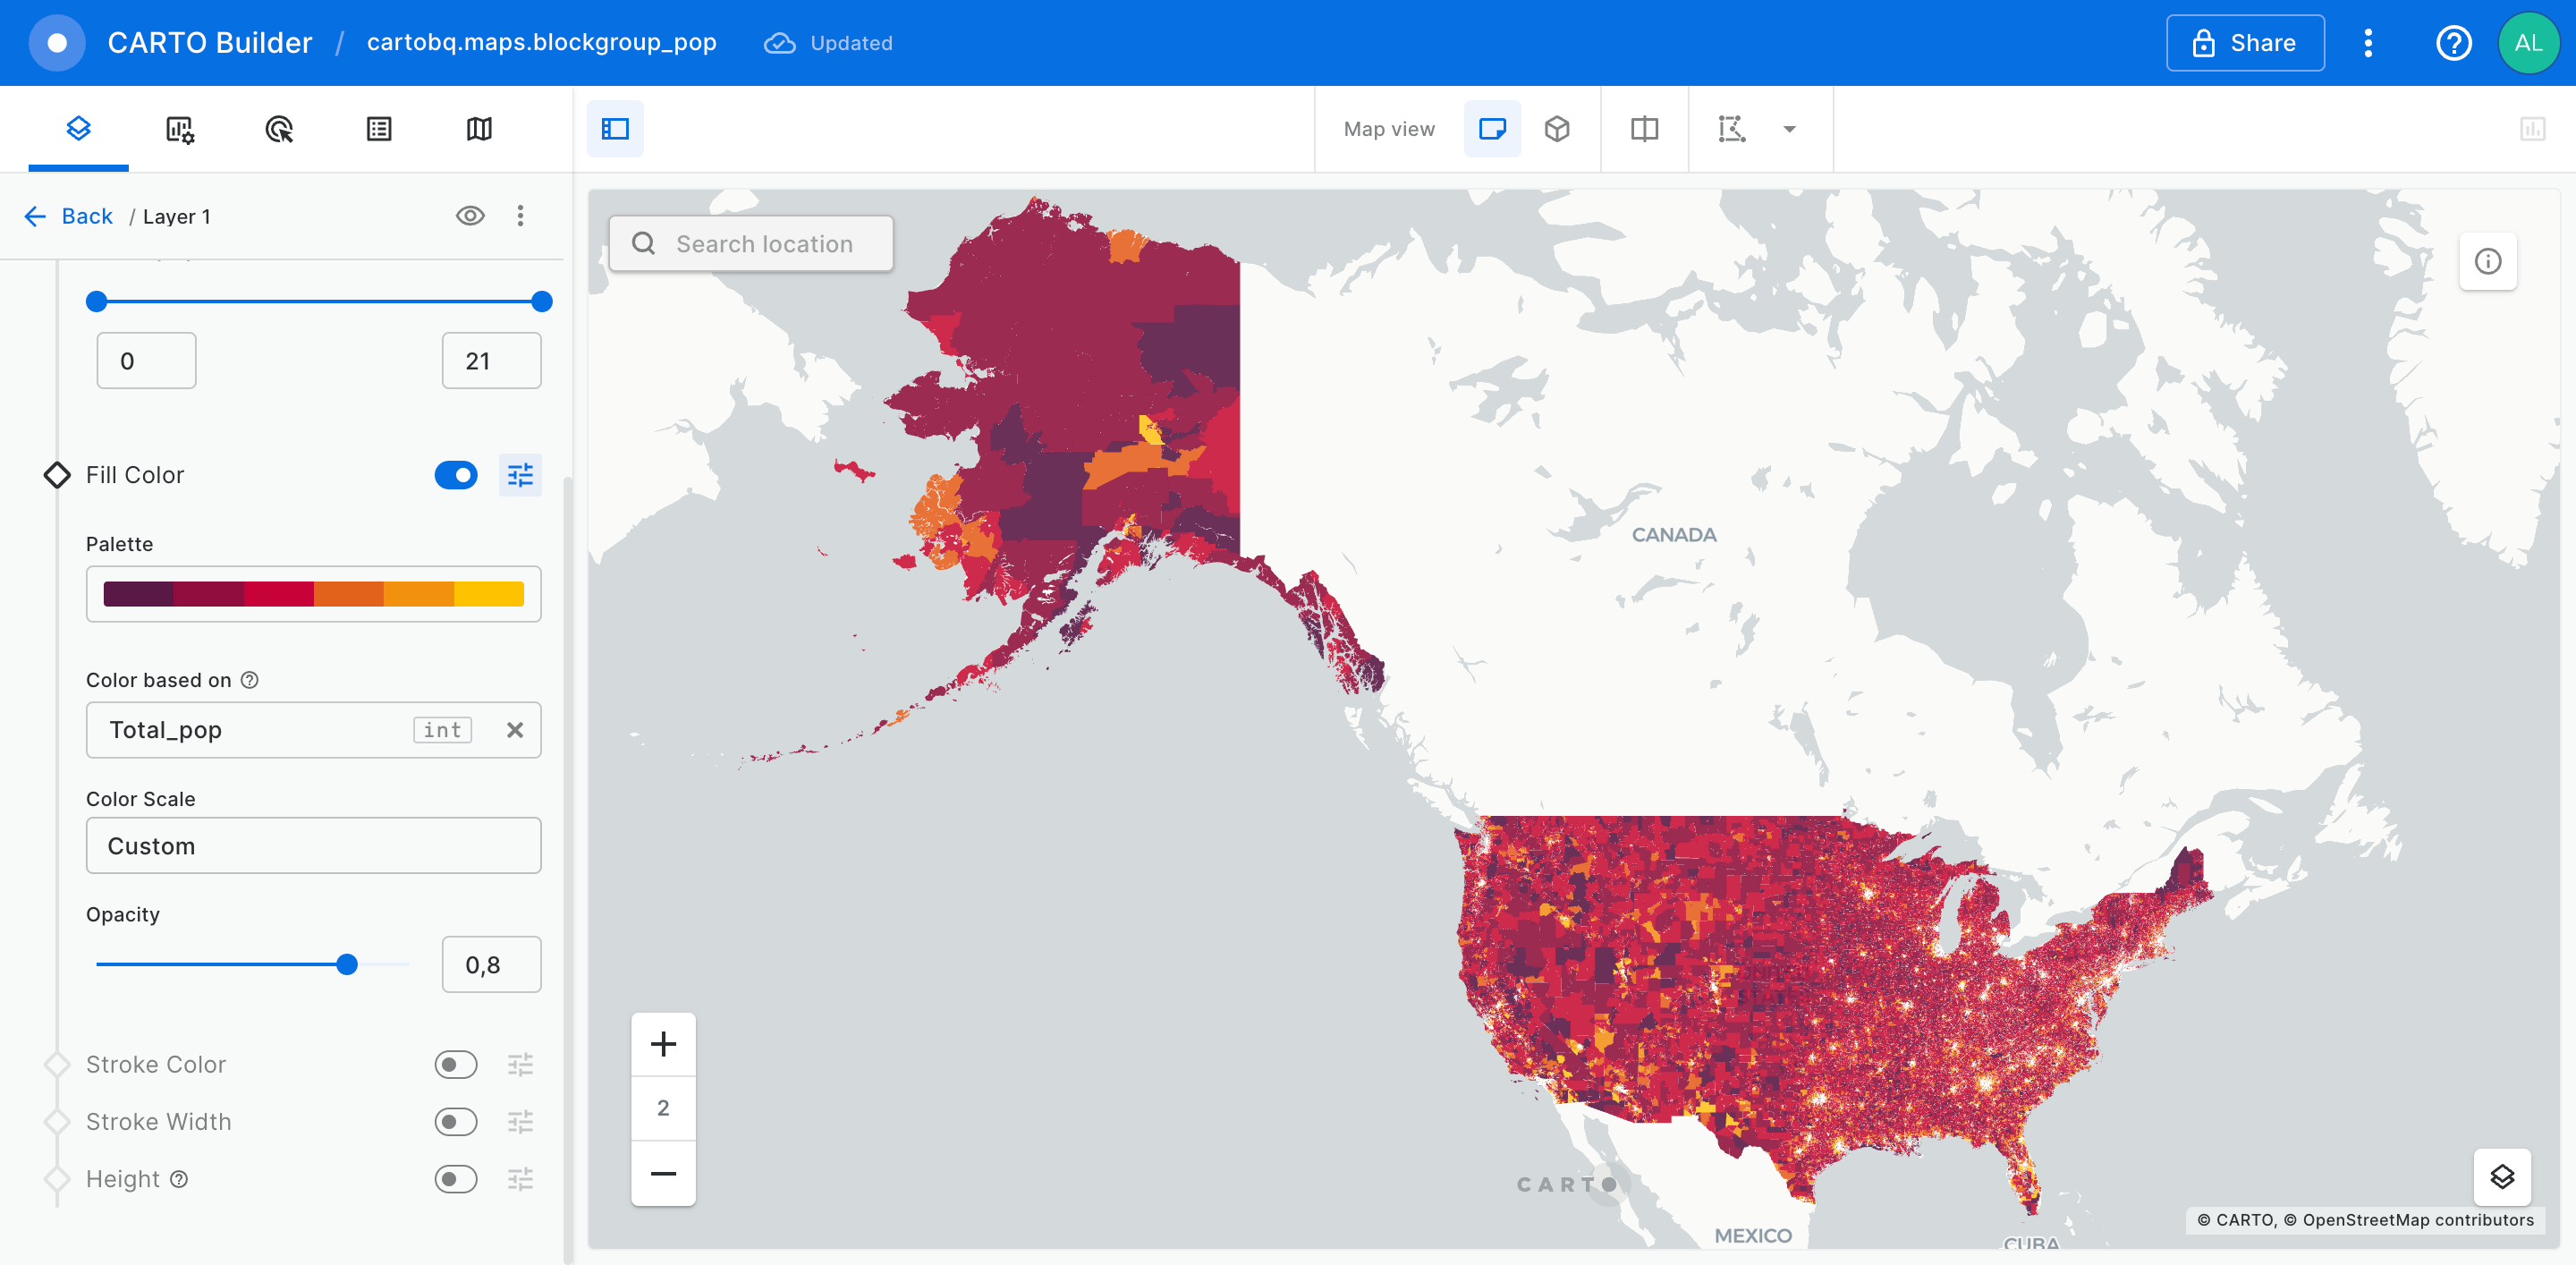 CARTO Builder / cartobq.maps.blockgroup_pop Updated Share AL
Map view
Back / Layer 1
Search location
0 21
Fill Color
Palette
Color based on
Total_pop int
Color Scale
Custom
Opacity
0,8
Stroke Color
Stroke Width
Height
CANADA
2
CARTO
MEXICO
CUBA
© CARTO, © OpenStreetMap contributors